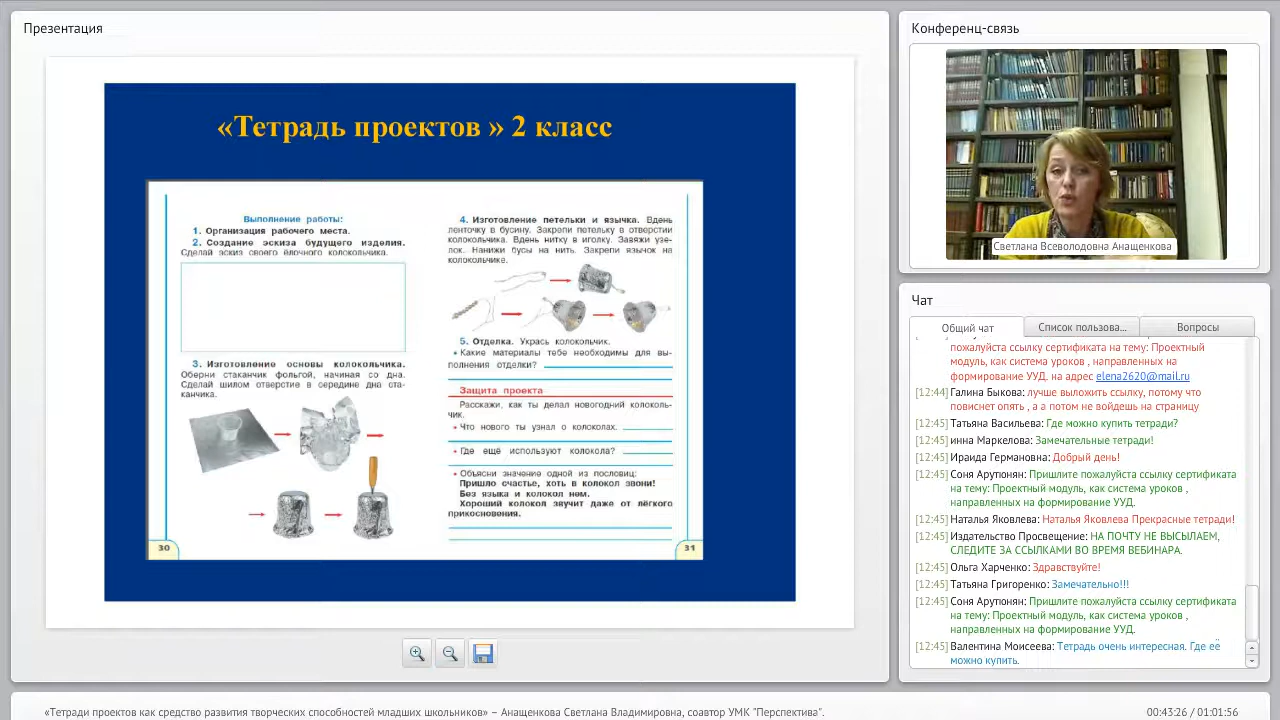 Презентация
«Тетрадь проектов » 2 класс
Выполнение работы:
1. Организация рабочего места.
2. Создание эскиза будущего изделия.
Сделай эскиз своего ёлочного колокольчика.
3. Изготовление основы колокольчика.
Оберни стаканчик фольгой, начиная со дна.
Сделай шилом отверстие в середине дна ста-
канчика.
30
4. Изготовление петельки и язычка. Вдень
ленточку в бусину. Закрепи петельку в отверстии
колокольчика. Вдень нитку в иголку. Завяжи узе-
лок. Нанижи бусы на нить. Закрепи язычок на
колокольчике.
5. Отделка. Укрась колокольчик.
• Какие материалы тебе необходимы для вы-
полнения отделки?
Защита проекта
Расскажи, как ты делал новогодний колоколь-
чик.
• Что нового ты узнал о колоколах.
• Где ещё используют колокола?
• Объясни значение одной из пословиц:
Пришло счастье, хоть в колокол звони!
Без языка и колокол нем.
Хороший колокол звучит даже от лёгкого
прикосновения.
31
Конференц-связь
Светлана Всеволодовна Анащенкова
Чат
Общий чат
Список пользова...
Вопросы
пожалуйста ссылку сертификата на тему: Проектный
модуль, как система уроков , направленных на
формирование УУД. на адрес elena2620@mail.ru
[12:44] Галина Быкова: лучше выложить ссылку, потому что
повиснет опять , а а потом не войдешь на страницу
[12:45] Татьяна Васильева: Где можно купить тетради?
[12:45] инна Маркелова: Замечательные тетради!
[12:45] Ираида Германовна: Добрый день!
[12:45] Соня Арутюнян: Пришлите пожалуйста ссылку сертификата
на тему: Проектный модуль, как система уроков ,
направленных на формирование УУД.
[12:45] Наталья Яковлева: Наталья Яковлева Прекрасные тетради!
[12:45] Издательство Просвещение: НА ПОЧТУ НЕ ВЫСЫЛАЕМ,
СЛЕДИТЕ ЗА ССЫЛКАМИ ВО ВРЕМЯ ВЕБИНАРА.
[12:45] Ольга Харченко: Здравствуйте!
[12:45] Татьяна Григоренко: Замечательно!!!
[12:45] Соня Арутюнян: Пришлите пожалуйста ссылку сертификата
на тему: Проектный модуль, как система уроков ,
направленных на формирование УУД.
[12:45] Валентина Моисеева: Тетрадь очень интересная. Где её
можно купить.
«Тетради проектов как средство развития творческих способностей младших школьников» – Анащенкова Светлана Владимировна, соавтор УМК "Перспектива".
00:43:26 / 01:01:56